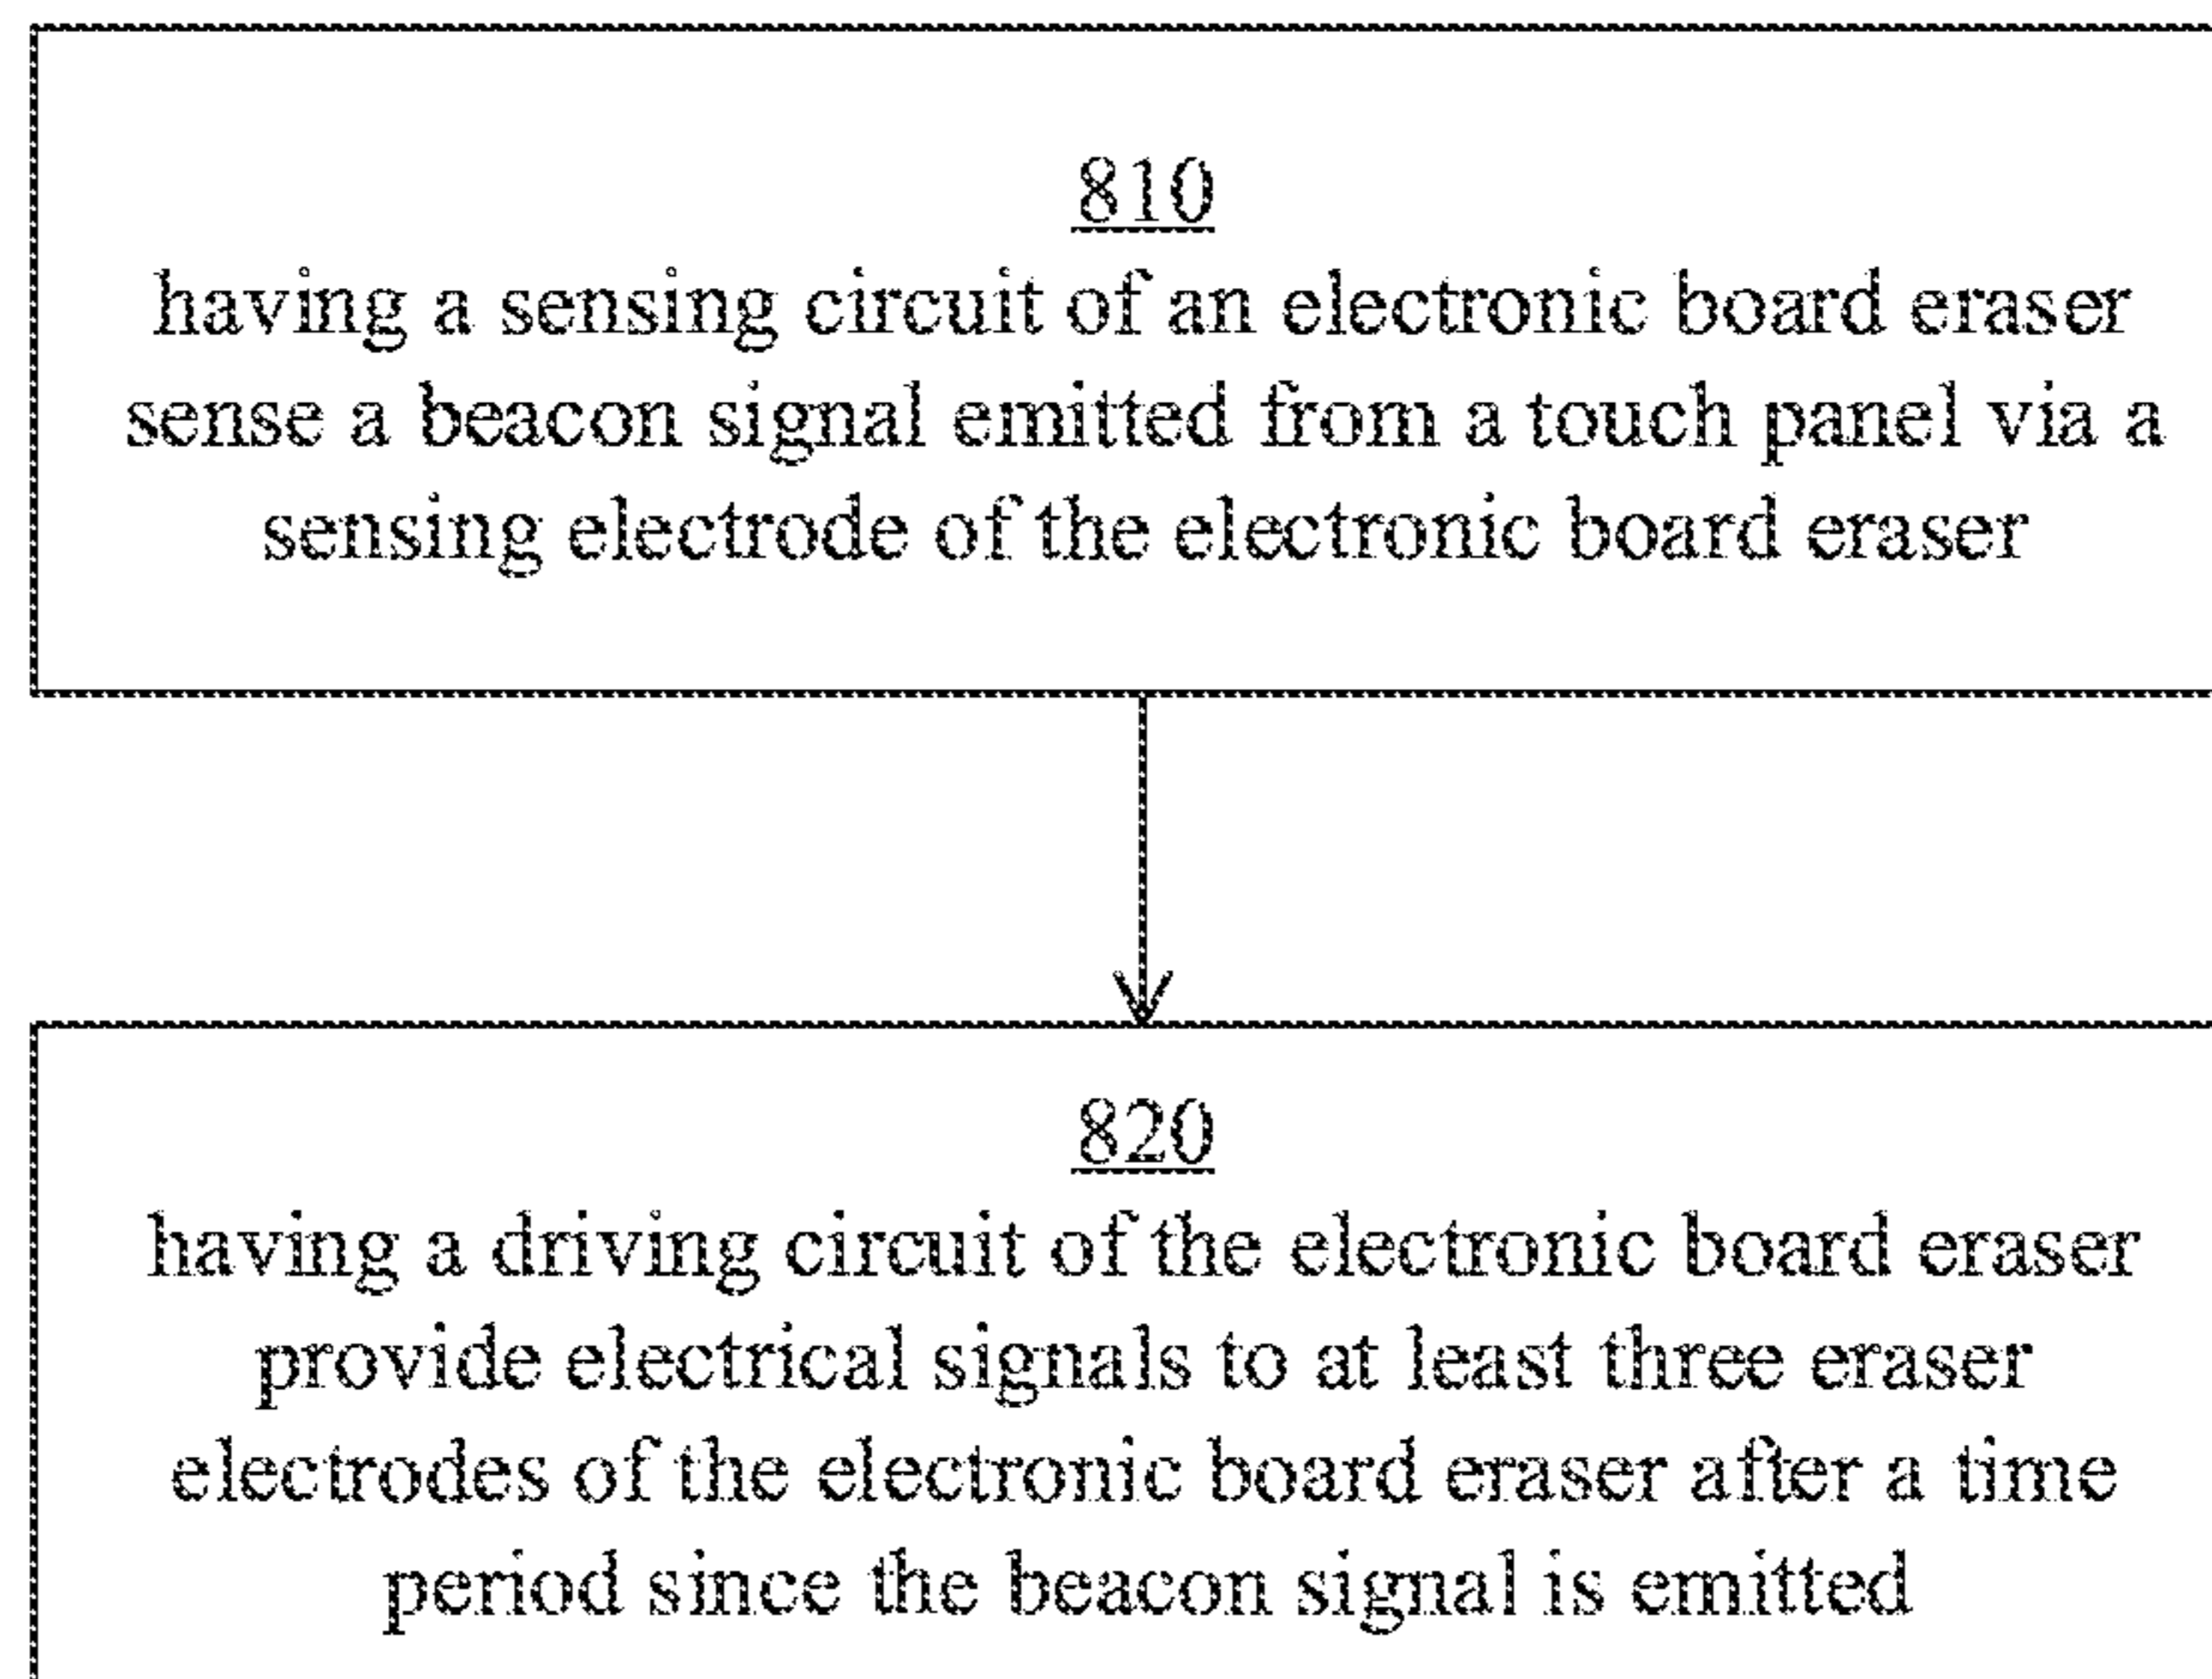 810
having a sensing circuit of an electronic board eraser
sense a beacon signal emitted from a touch panel via a
sensing electrode of the electronic board eraser
820
having a driving circuit of the electronic board eraser
provide electrical signals to at least three eraser
electrodes of the electronic board eraser after a time
period since the beacon signal is emitted